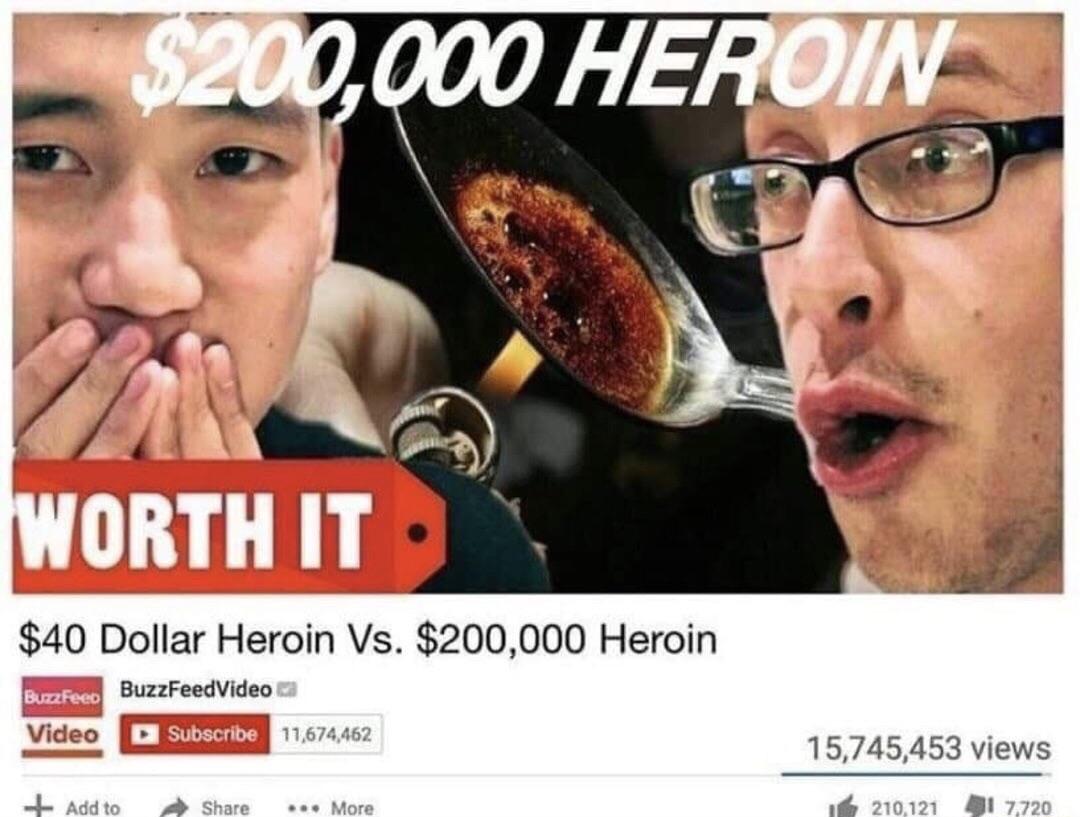 $200,000 HEROIN
WORTH IT
$40 Dollar Heroin Vs. $200,000 Heroin
BuzzFeed
Video
BuzzFeedVideo
Subscribe 11,674,462
15,745,453 views
Add to Share More
210,121 7,720